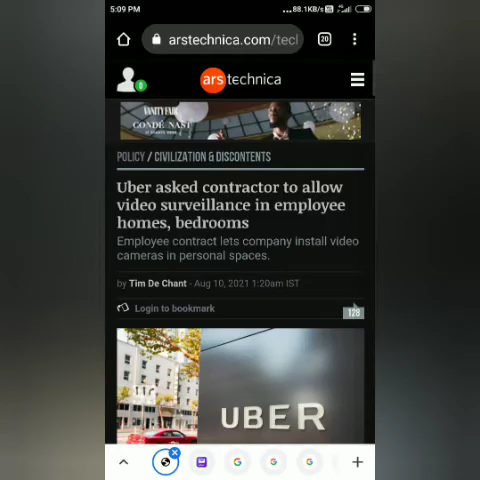 5:09 PM
...88.1KB/s
arstechnica.com/tecl
20
0
ars technica
VANITY FAIR
CONDÉ NAST
POLICY / CIVILIZATION & DISCONTENTS
Uber asked contractor to allow
video surveillance in employee
homes, bedrooms
Employee contract lets company install video
cameras in personal spaces.
by Tim De Chant - Aug 10, 2021 1:20am IST
Login to bookmark
128
UBER